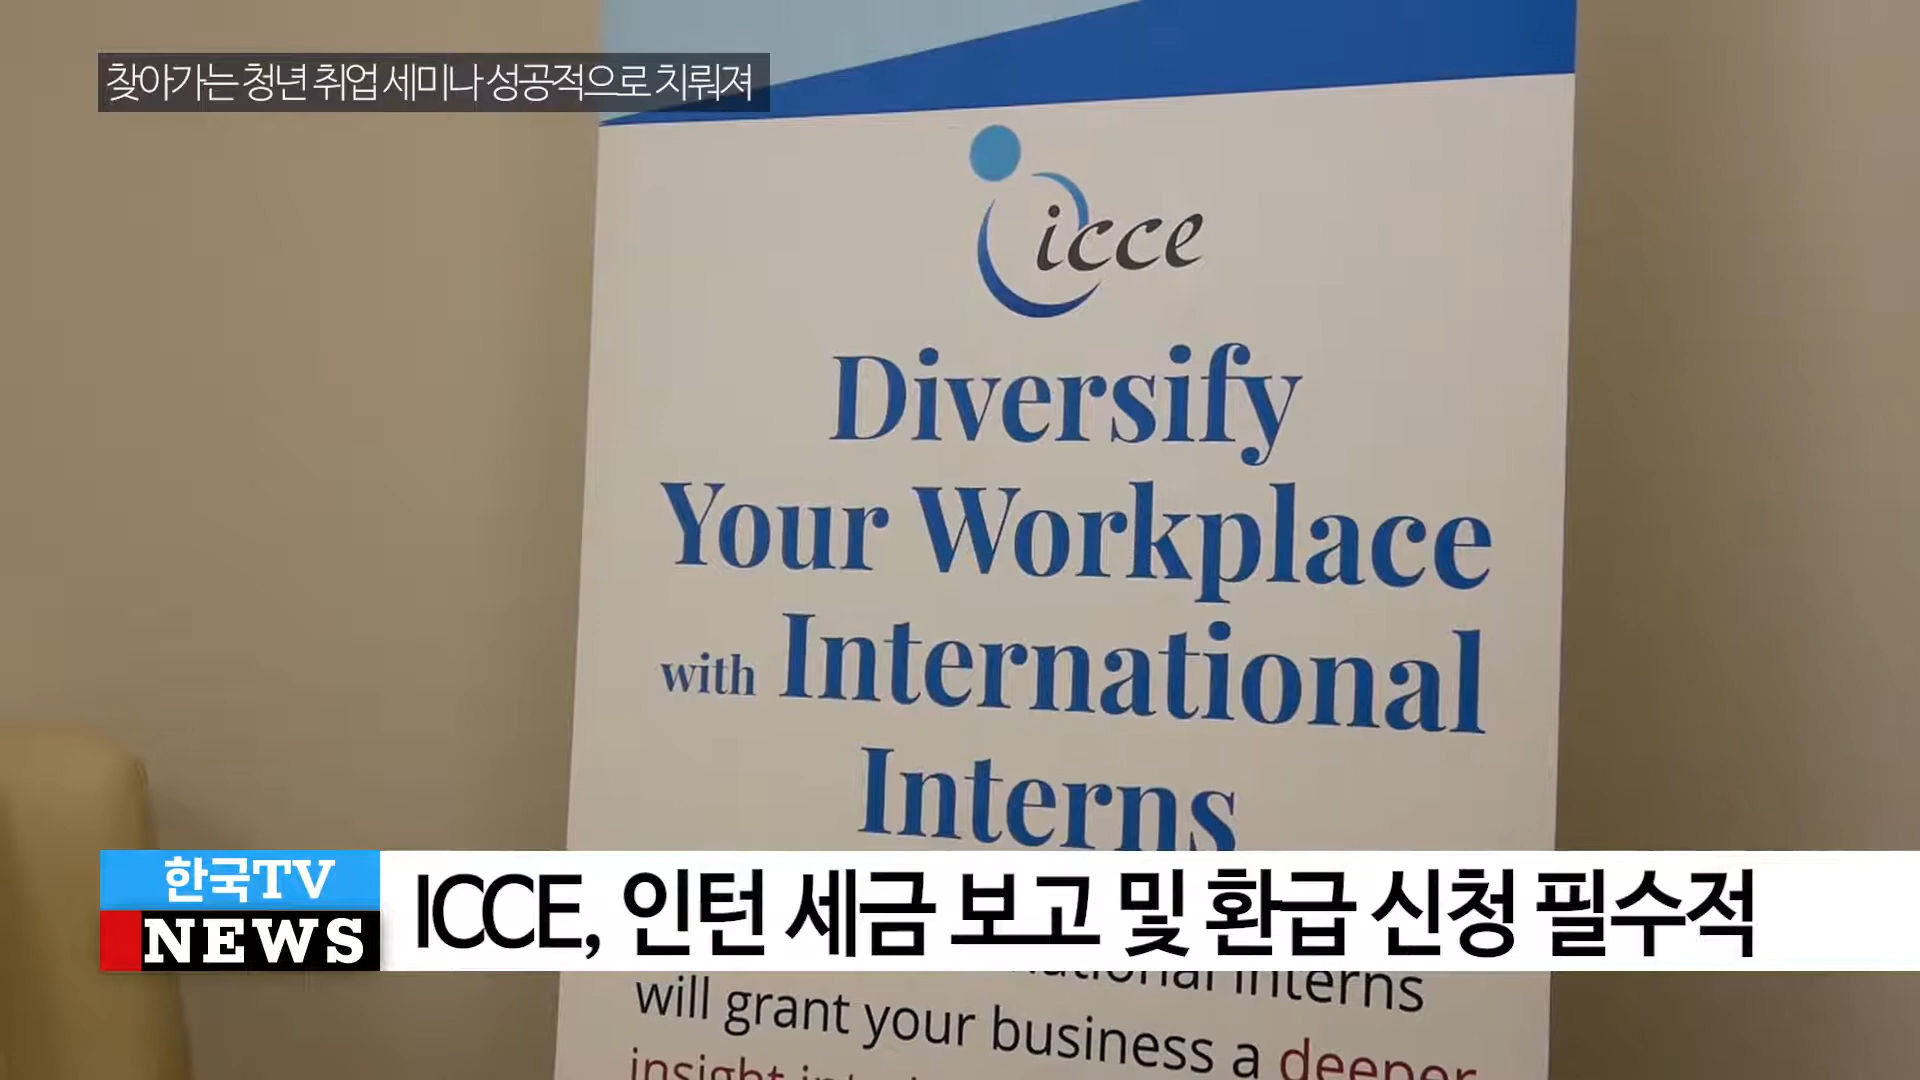 찾아가는 청년 취업 세미나 성공적으로 치뤄져
icce
Diversify
Your Workplace
with International
Interns
한국TV
NEWS
ICCE, 인턴 세금 보고 및 환급 신청 필수적
interns
will grant your business a deeper
insight